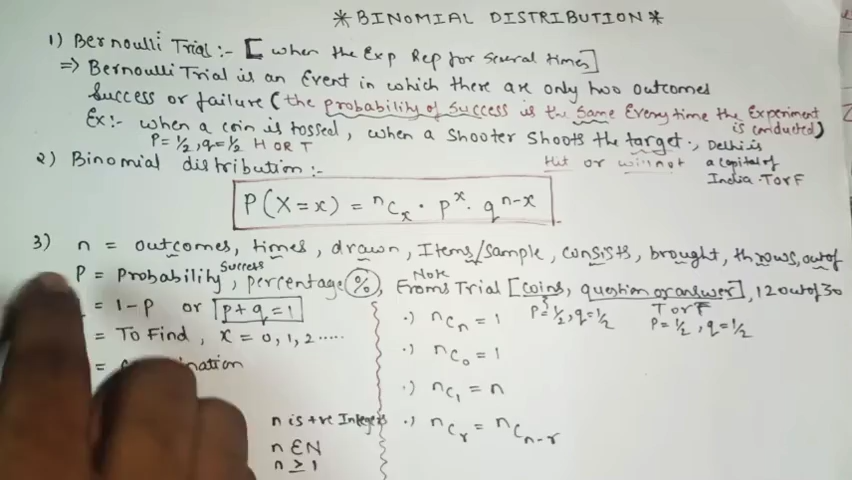 *BINOMIAL DISTRIBUTION*
1) Bernoulli Trial :- [when the Exp Rep for several times]
⇒ Bernoulli Trial is an Event in which there are only two outcomes
Success or failure (the probability of success is the same Every time the Experiment is conducted)
Ex:- when a coin is tossed, when a shooter shoots the target., Delhi is a capital of India. T or F
P=1/2, q=1/2 H OR T
Hit or will not
2) Binomial distribution :-
P(X=x) = ⁿCₓ · pˣ · qⁿ⁻ˣ
3) n = outcomes, times, drawn, Items/sample, consists, brought, throws, out of
P = Probability Success, percentage (%), From Trial [coins, question or answer], 12 out of 30
Note
= 1-p or p+q=1
P=1/2, q=1/2
T or F
P=1/2, q=1/2
= To Find, x = 0, 1, 2 .....
.) nCn = 1
.) nC0 = 1
.) nC1 = n
.) nCr = nCn-r
n is +ve Integers
n ∈ N
n ≥ 1